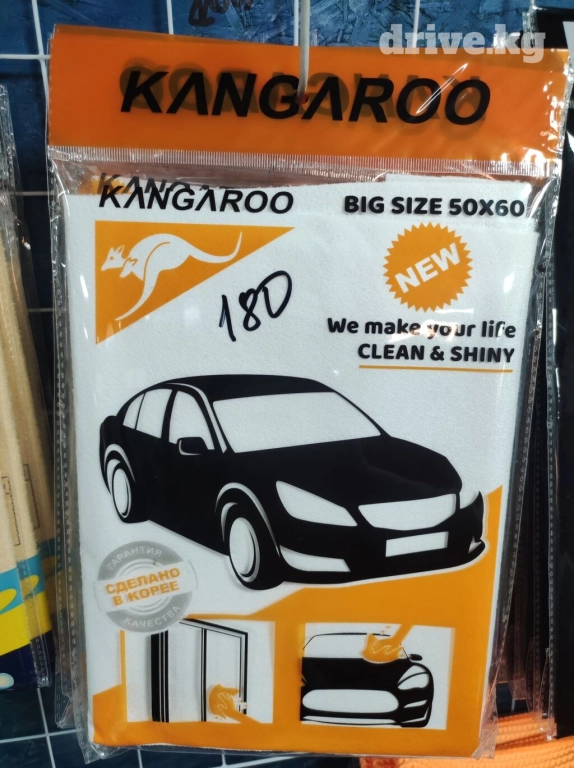 drive.kg
KANGAROO
KANGAROO
BIG SIZE 50X60
NEW
180
We make your life
CLEAN & SHINY
ГАРАНТИЯ
СДЕЛАНО
В КОРЕЕ
КАЧЕСТВА